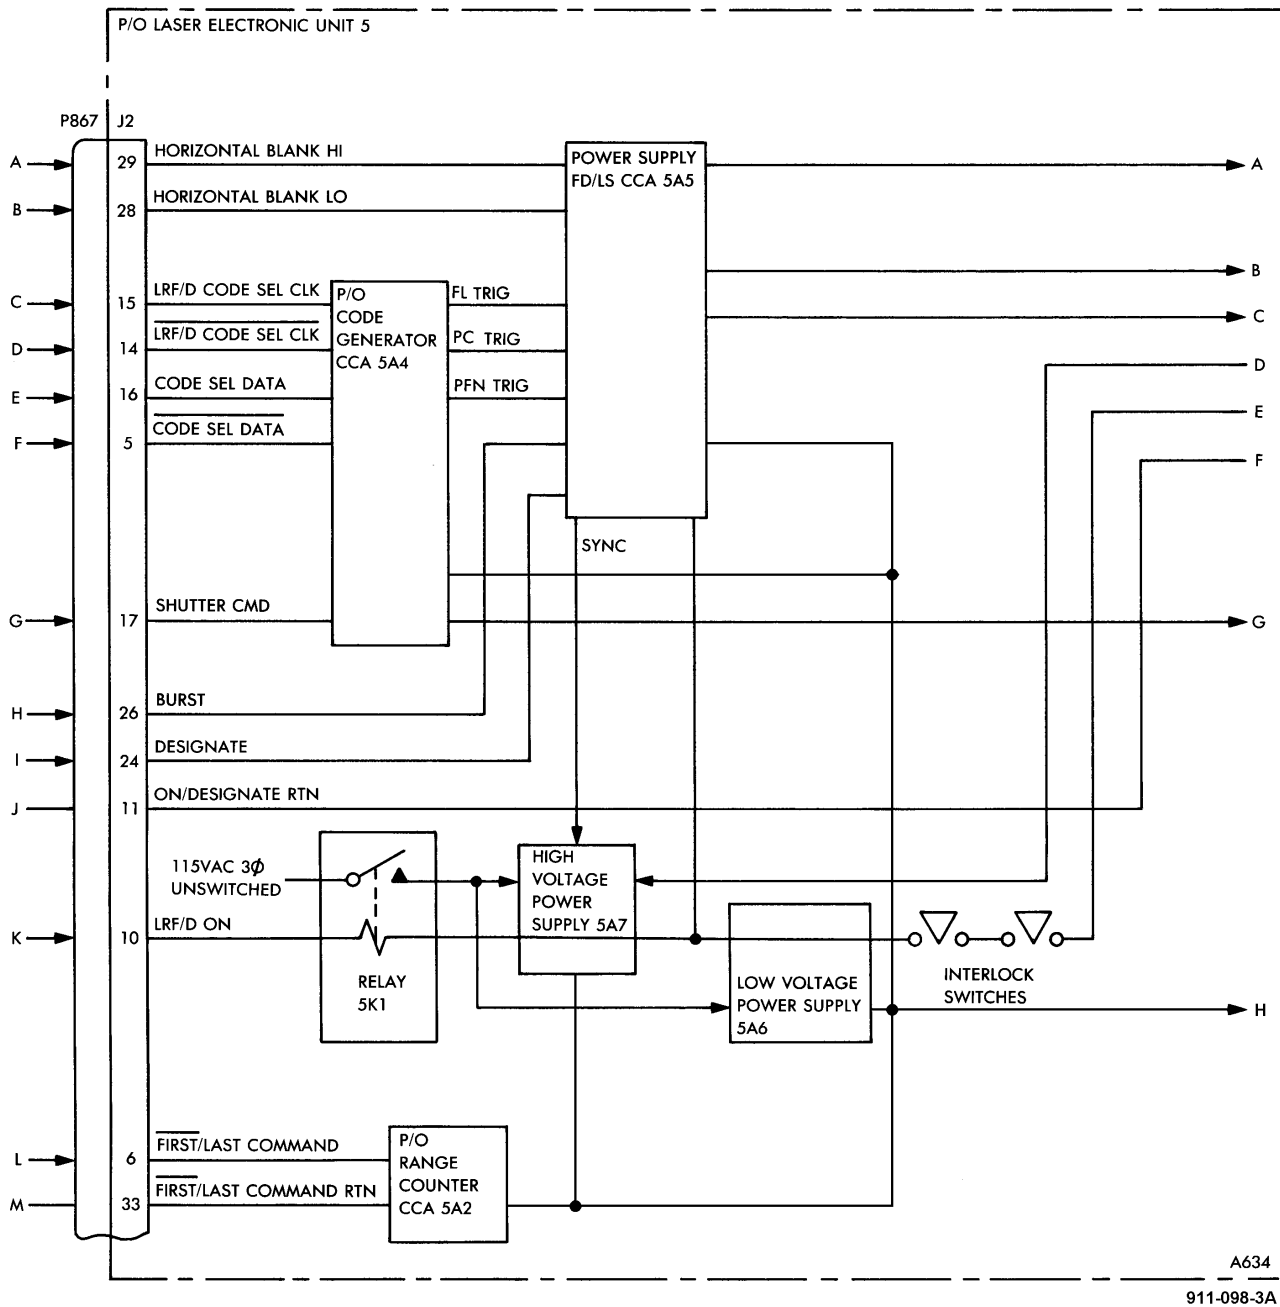 P/O LASER ELECTRONIC UNIT 5
P867 J2
A 29 HORIZONTAL BLANK HI
B 28 HORIZONTAL BLANK LO
C 15 LRF/D CODE SEL CLK
D 14 LRF/D CODE SEL CLK
E 16 CODE SEL DATA
F 5 CODE SEL DATA
G 17 SHUTTER CMD
H 26 BURST
I 24 DESIGNATE
J 11 ON/DESIGNATE RTN
115VAC 3Ø
UNSWITCHED
K 10 LRF/D ON
L 6 FIRST/LAST COMMAND
M 33 FIRST/LAST COMMAND RTN
P/O
CODE
GENERATOR
CCA 5A4
FL TRIG
PC TRIG
PFN TRIG
POWER SUPPLY
FD/LS CCA 5A5
SYNC
RELAY
5K1
HIGH
VOLTAGE
POWER
SUPPLY 5A7
LOW VOLTAGE
POWER SUPPLY
5A6
INTERLOCK
SWITCHES
P/O
RANGE
COUNTER
CCA 5A2
A
B
C
D
E
F
G
H
A634
911-098-3A